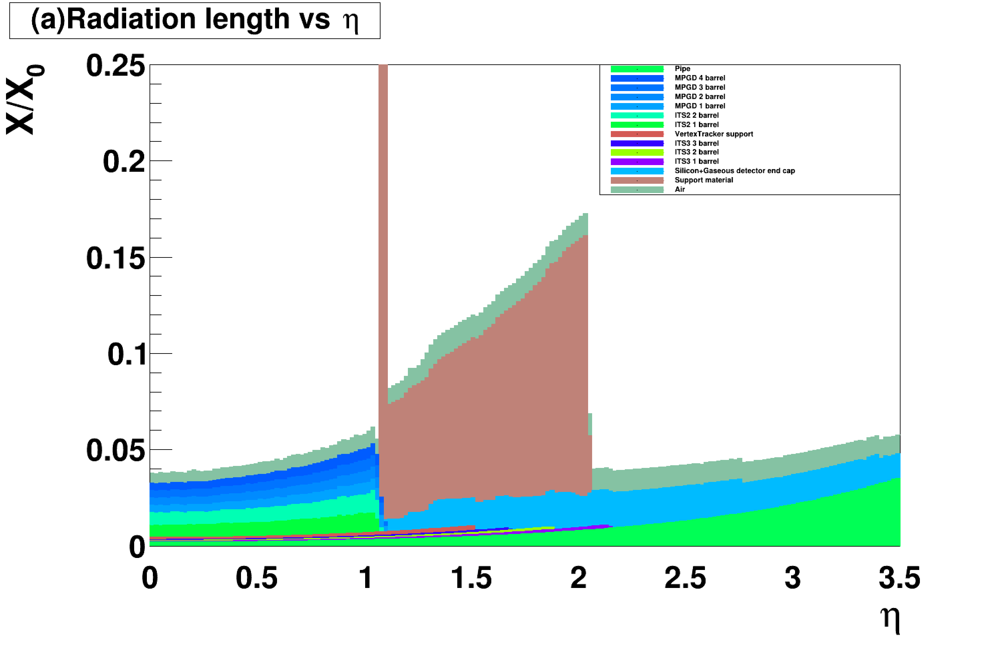 (a)Radiation length vs η
X/X0
0.25
0.2
0.15
0.1
0.05
0
Pipe
MPGD 4 barrel
MPGD 3 barrel
MPGD 2 barrel
MPGD 1 barrel
ITS2 2 barrel
ITS2 1 barrel
VertexTracker support
ITS3 3 barrel
ITS3 2 barrel
ITS3 1 barrel
Silicon+Gaseous detector end cap
Support material
Air
0 0.5 1 1.5 2 2.5 3 3.5
η